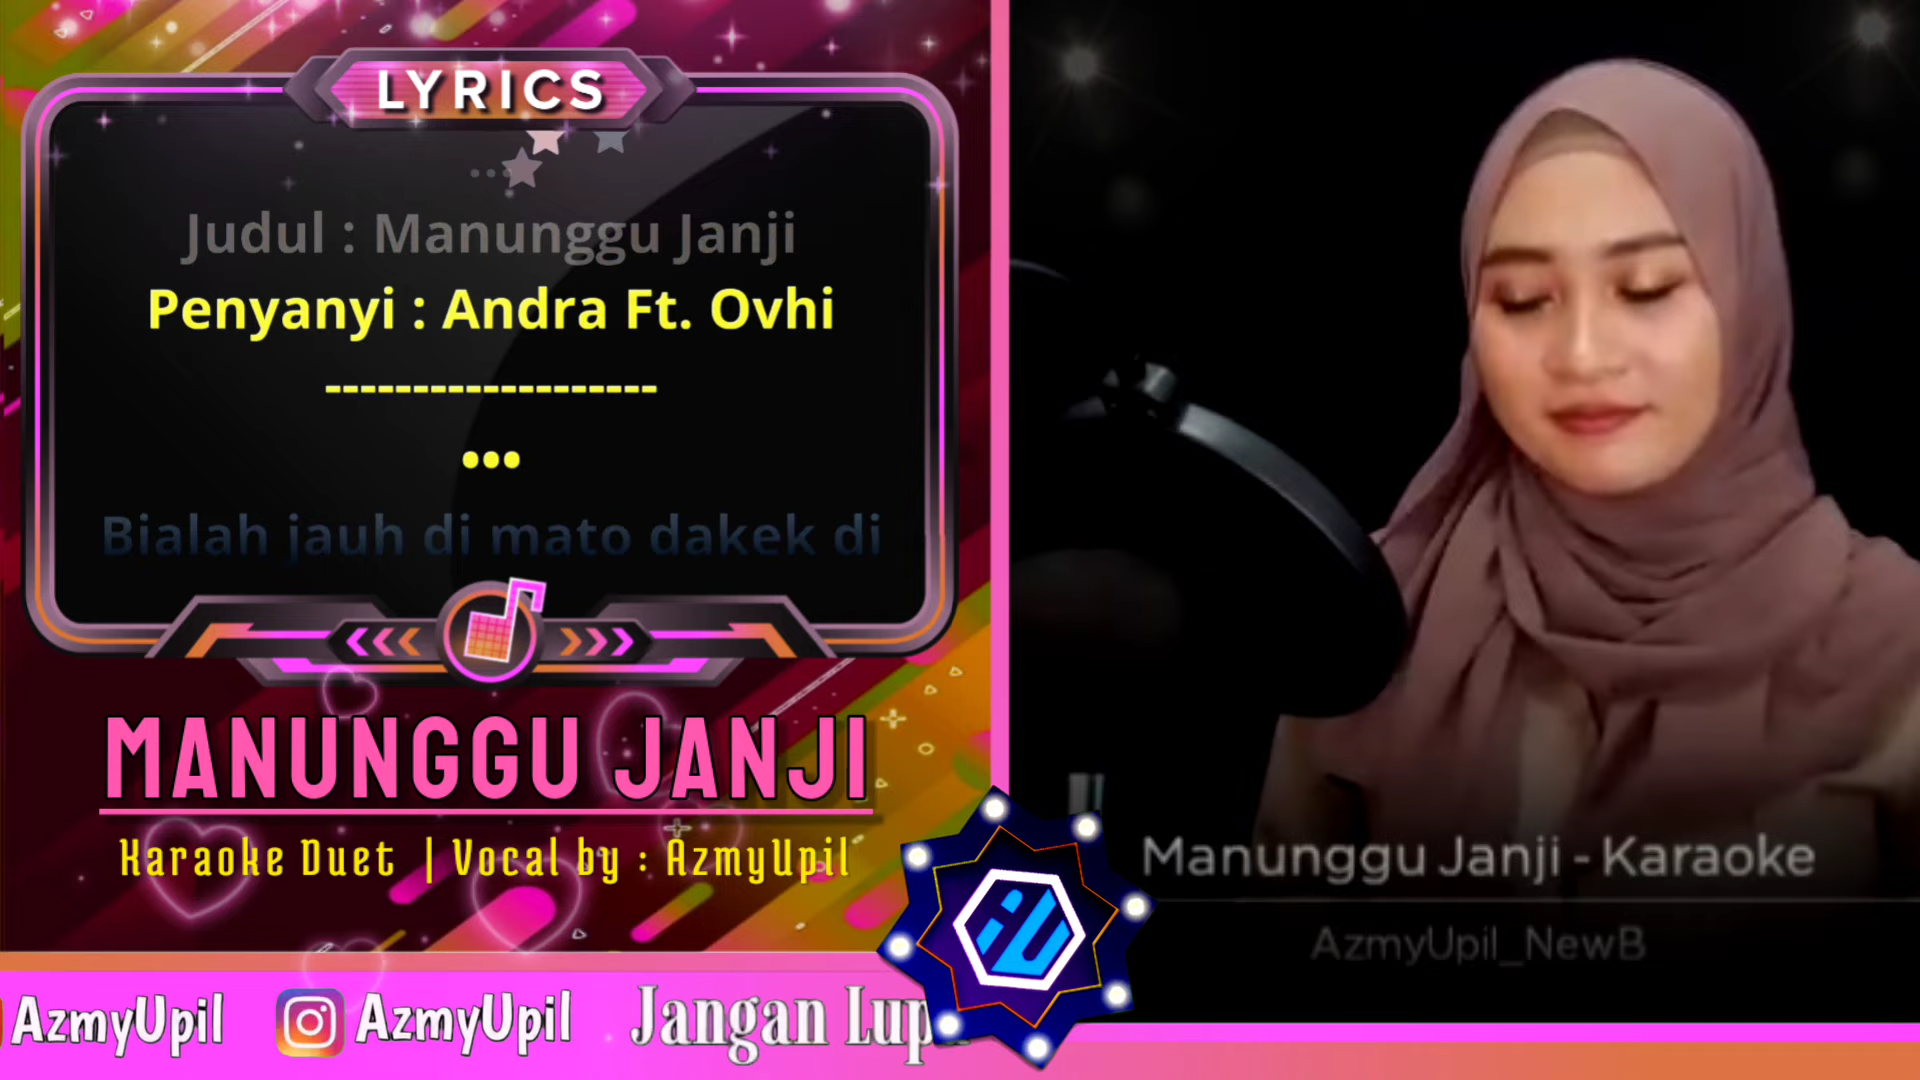 LYRICS
Judul : Manunggu Janji
Penyanyi : Andra Ft. Ovhi
-------------------
•••
Bialah jauh di mato dakek di
MANUNGGU JANJI
Karaoke Duet | Vocal by : AzmyUpil
AzmyUpil
AzmyUpil
Jangan Lup
Manunggu Janji - Karaoke
AzmyUpil_NewB